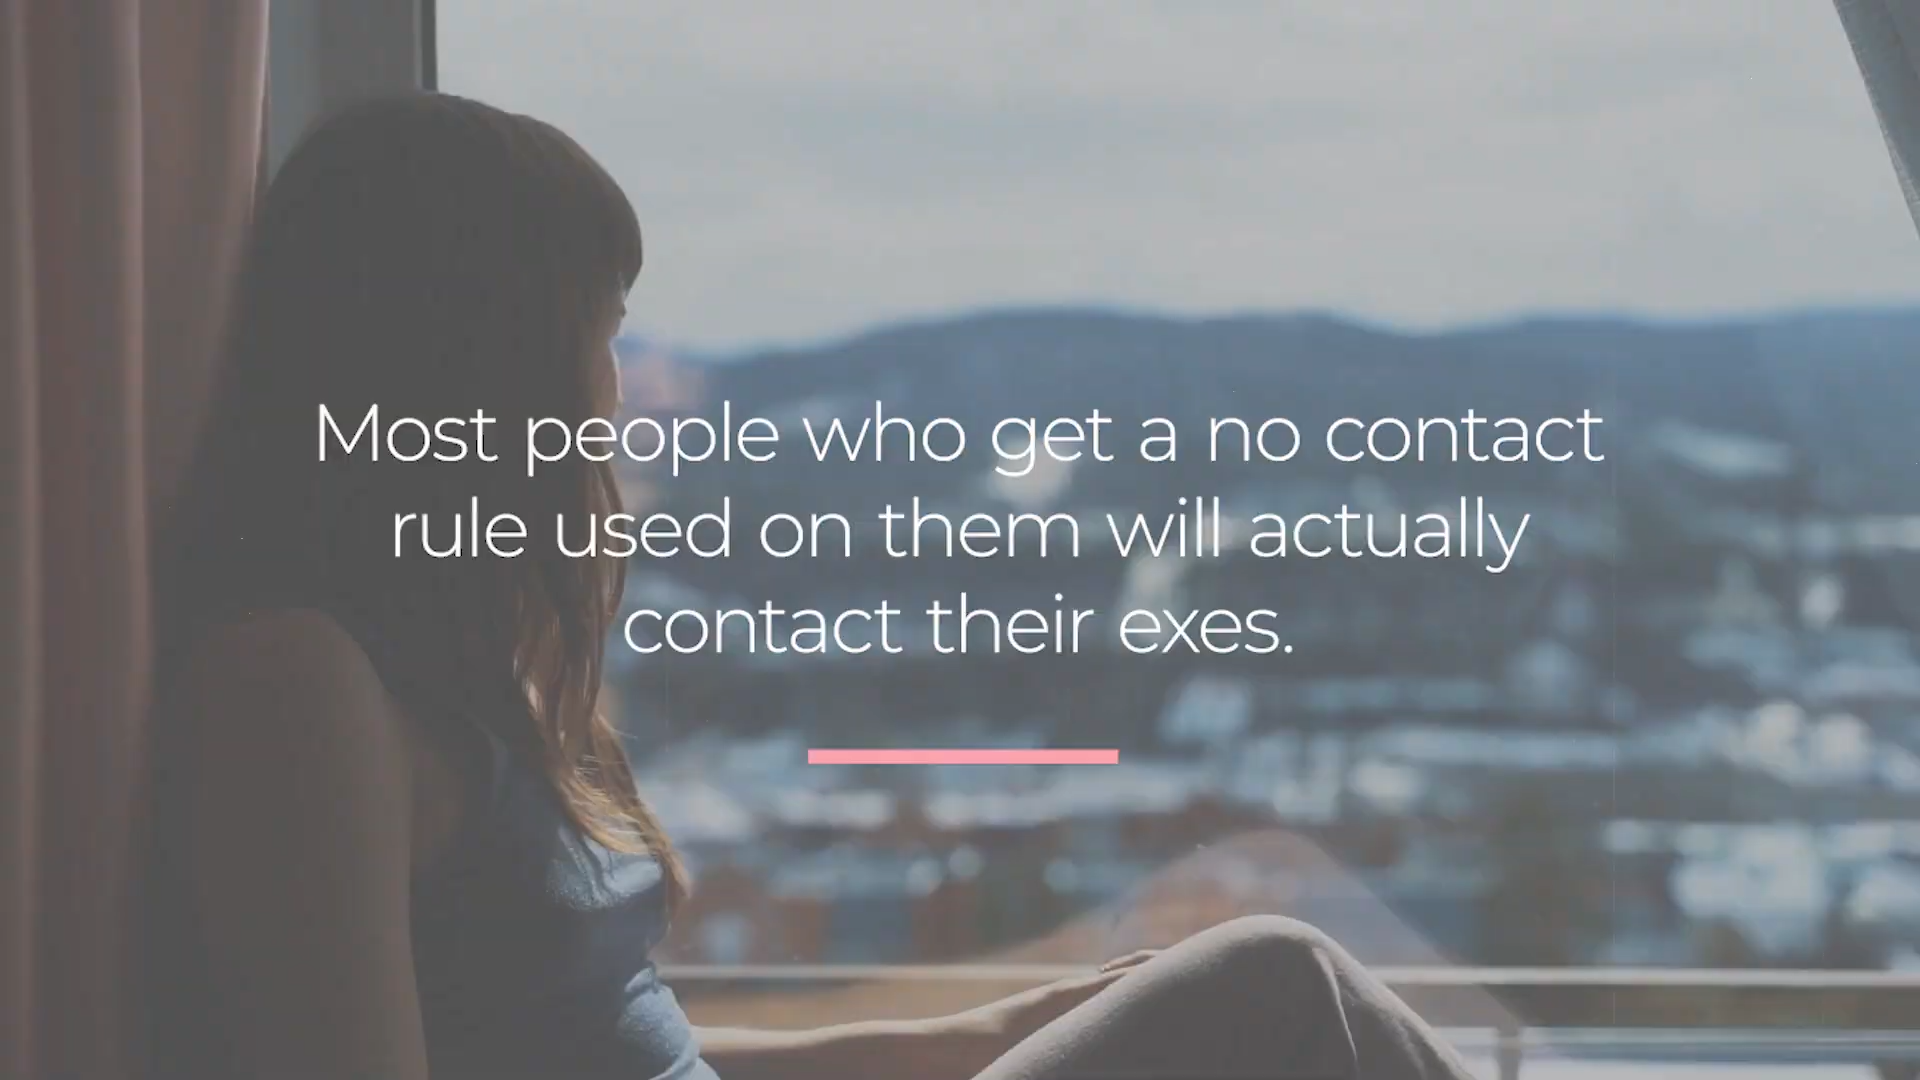 Most people who get a no contact
rule used on them will actually
contact their exes.